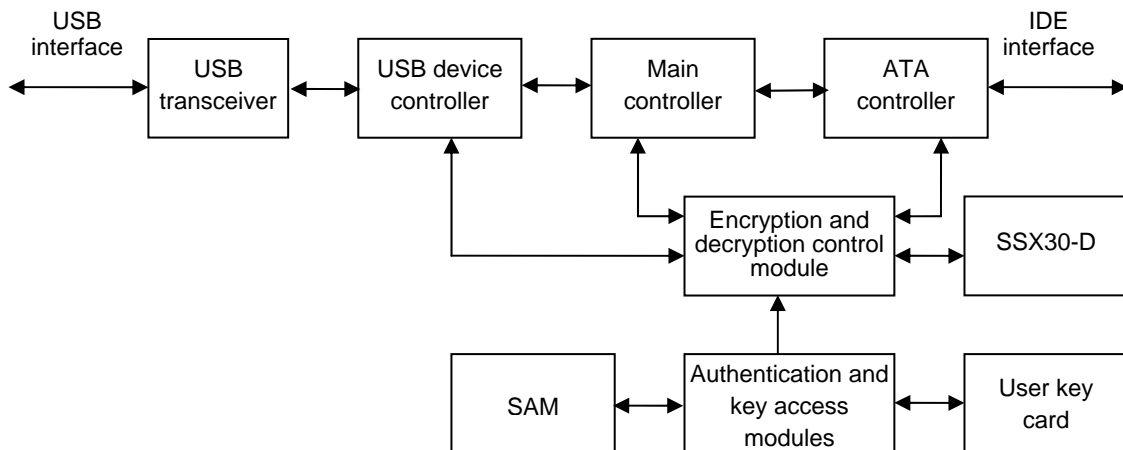 USB
interface
IDE
interface
USB
transceiver
USB device
controller
Main
controller
ATA
controller
Encryption and
decryption control
module
SSX30-D
SAM
Authentication and
key access
modules
User key
card